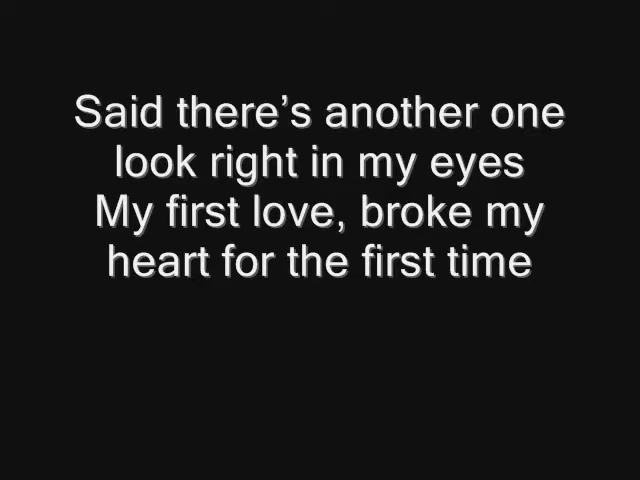 Said there’s another one
look right in my eyes
My first love, broke my
heart for the first time